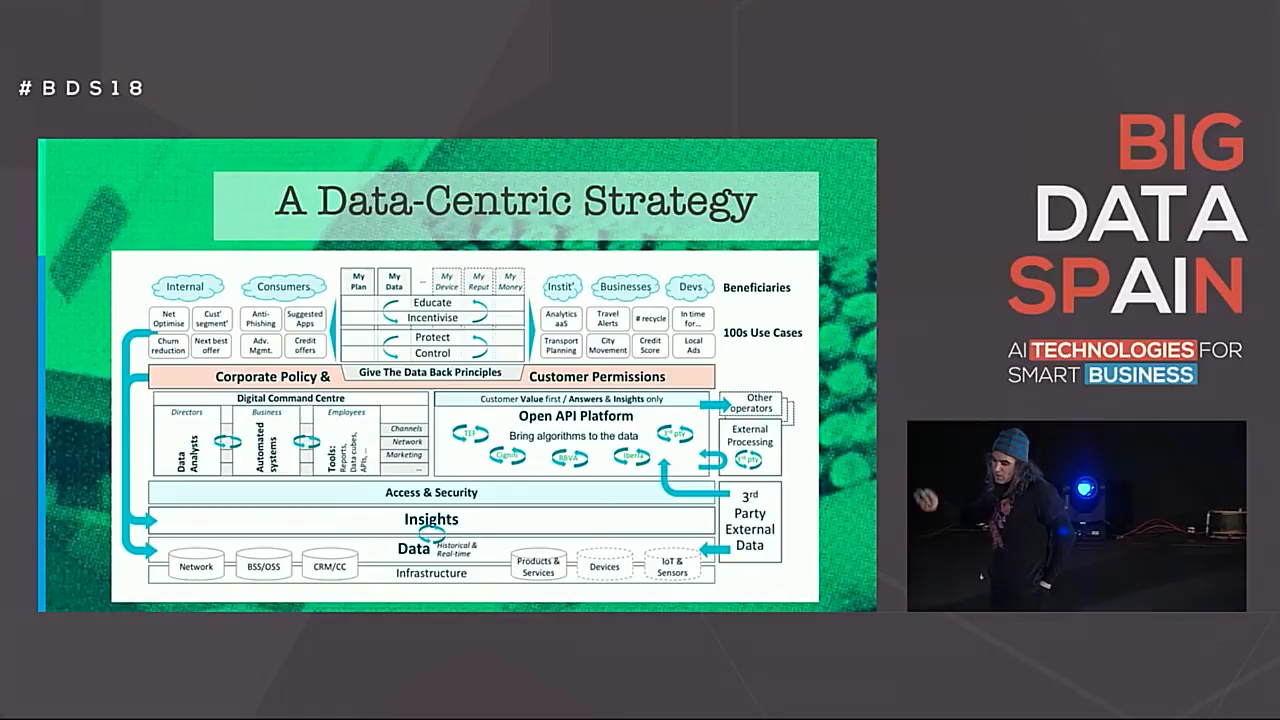 #BDS18
BIG
DATA
SPAIN
AI TECHNOLOGIES FOR
SMART BUSINESS
A Data-Centric Strategy
Internal
Consumers
My
Plan
My
Data
...
My
Device
My
Reput
My
Money
Instit'
Businesses
Devs
Beneficiaries
Net
Optimise
Cust'
segment'
Anti-
Phishing
Suggested
Apps
Churn
reduction
Next best
offer
Adv.
Mgmt.
Credit
offers
Educate
Incentivise
Protect
Control
Analytics
aaS
Travel
Alerts
# recycle
In time
for...
Transport
Planning
City
Movement
Credit
Score
Local
Ads
100s Use Cases
Corporate Policy &
Give The Data Back Principles
Customer Permissions
Digital Command Centre
Directors
Business
Employees
Data
Analysts
Automated
systems
Tools:
Reports,
Data cubes,
APIs, ...
Channels
Network
Marketing
...
Customer Value first / Answers & Insights only
Open API Platform
Bring algorithms to the data
TEF
3rd pty
BBVA
Iberia
Other
operators
External
Processing
3rd pty
Access & Security
Insights
Data
Historical &
Real-time
Network
BSS/OSS
CRM/CC
Products &
Services
Devices
IoT &
Sensors
Infrastructure
3rd
Party
External
Data